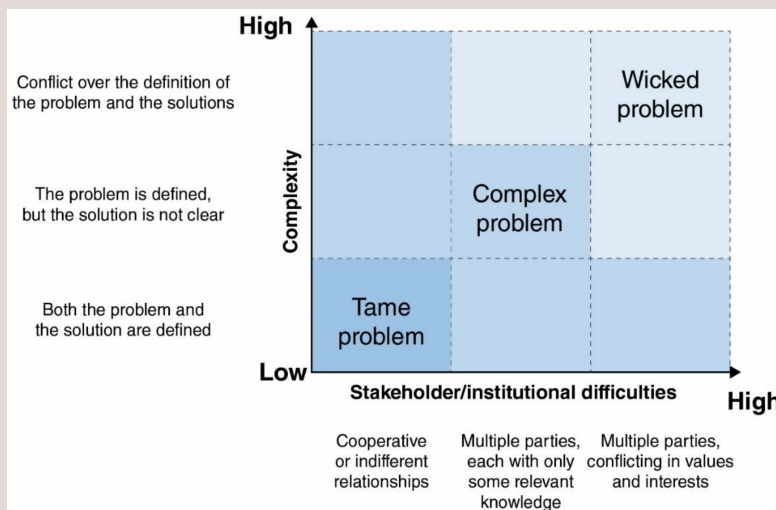 High
Conflict over the definition of
the problem and the solutions
Wicked
problem
Complexity
The problem is defined,
but the solution is not clear
Complex
problem
Both the problem and
the solution are defined
Tame
problem
Low
Stakeholder/institutional difficulties
High
Cooperative
or indifferent
relationships
Multiple parties,
each with only
some relevant
knowledge
Multiple parties,
conflicting in values
and interests